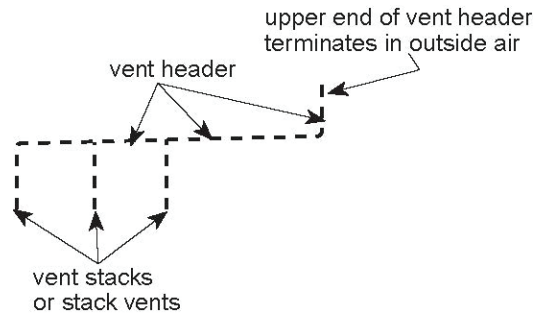 upper end of vent header
terminates in outside air
vent header
vent stacks
or stack vents